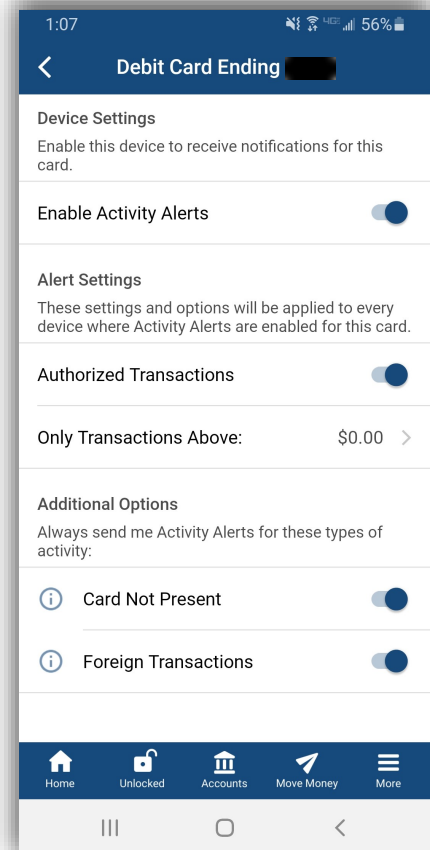 1:07 4GE 56%
Debit Card Ending
Device Settings
Enable this device to receive notifications for this
card.
Enable Activity Alerts
Alert Settings
These settings and options will be applied to every
device where Activity Alerts are enabled for this card.
Authorized Transactions
Only Transactions Above: $0.00
Additional Options
Always send me Activity Alerts for these types of
activity:
Card Not Present
Foreign Transactions
Home Unlocked Accounts Move Money More